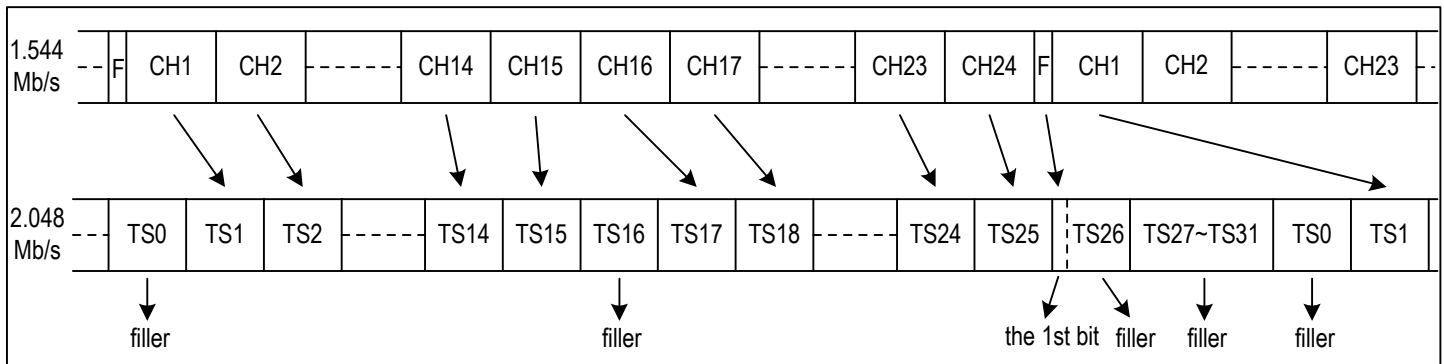 1.544 Mb/s
F CH1 CH2 CH14 CH15 CH16 CH17 CH23 CH24 F CH1 CH2 CH23
2.048 Mb/s
TS0 TS1 TS2 TS14 TS15 TS16 TS17 TS18 TS24 TS25 TS26 TS27~TS31 TS0 TS1
filler filler the 1st bit filler filler filler